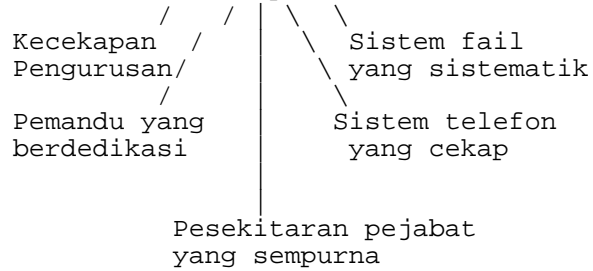 Kecekapan
Pengurusan
Sistem fail
yang sistematik
Pemandu yang
berdedikasi
Sistem telefon
yang cekap
Pesekitaran pejabat
yang sempurna